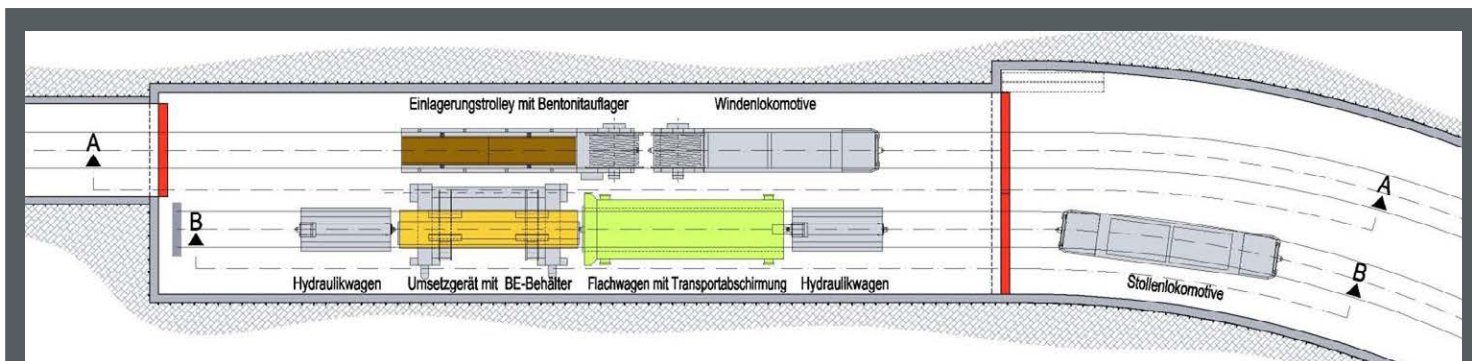 Einlagerungstrolley mit Bentonitauflager Windenlokomotive
A
A
B
B
Hydraulikwagen Umsetzgerät mit BE-Behälter Flachwagen mit Transportabschirmung Hydraulikwagen
Stollenlokomotive